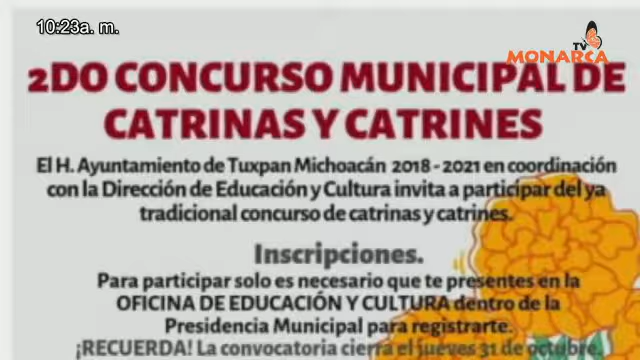 10:23a. m.
TV
MONARCA
2DO CONCURSO MUNICIPAL DE
CATRINAS Y CATRINES
El H. Ayuntamiento de Tuxpan Michoacán 2018 - 2021 en coordinación
con la Dirección de Educación y Cultura invita a participar del ya
tradicional concurso de catrinas y catrines.
Inscripciones.
Para participar solo es necesario que te presentes en la
OFICINA DE EDUCACIÓN Y CULTURA dentro de la
Presidencia Municipal para registrarte.
¡RECUERDA! La convocatoria cierra el jueves 31 de octubre